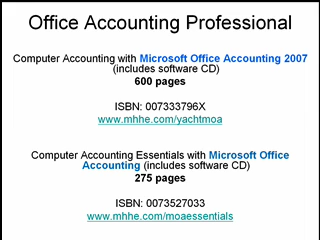 Office Accounting Professional
Computer Accounting with Microsoft Office Accounting 2007
(includes software CD)
600 pages
ISBN: 007333796X
www.mhhe.com/yachtmoa
Computer Accounting Essentials with Microsoft Office
Accounting (includes software CD)
275 pages
ISBN: 0073527033
www.mhhe.com/moaessentials